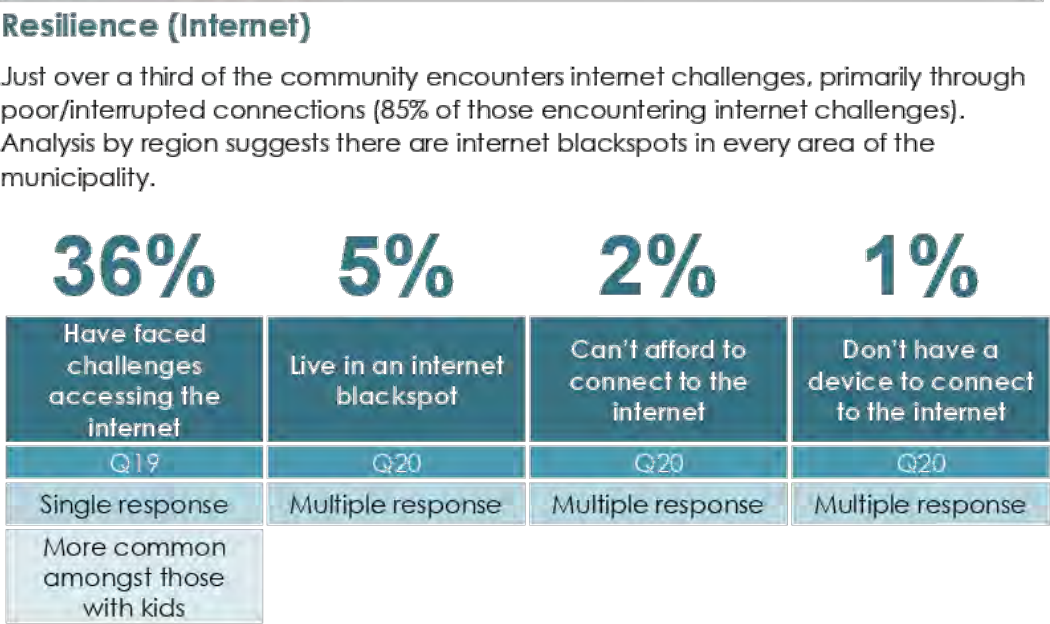 Resilience (Internet)
Just over a third of the community encounters internet challenges, primarily through
poor/interrupted connections (85% of those encountering internet challenges).
Analysis by region suggests there are internet blackspots in every area of the
municipality.
36% 5% 2% 1%
Have faced
challenges
accessing the
internet
Live in an internet
blackspot
Can't afford to
connect to the
internet
Don't have a
device to connect
to the internet
Q19 Q20 Q20 Q20
Single response Multiple response Multiple response Multiple response
More common
amongst those
with kids